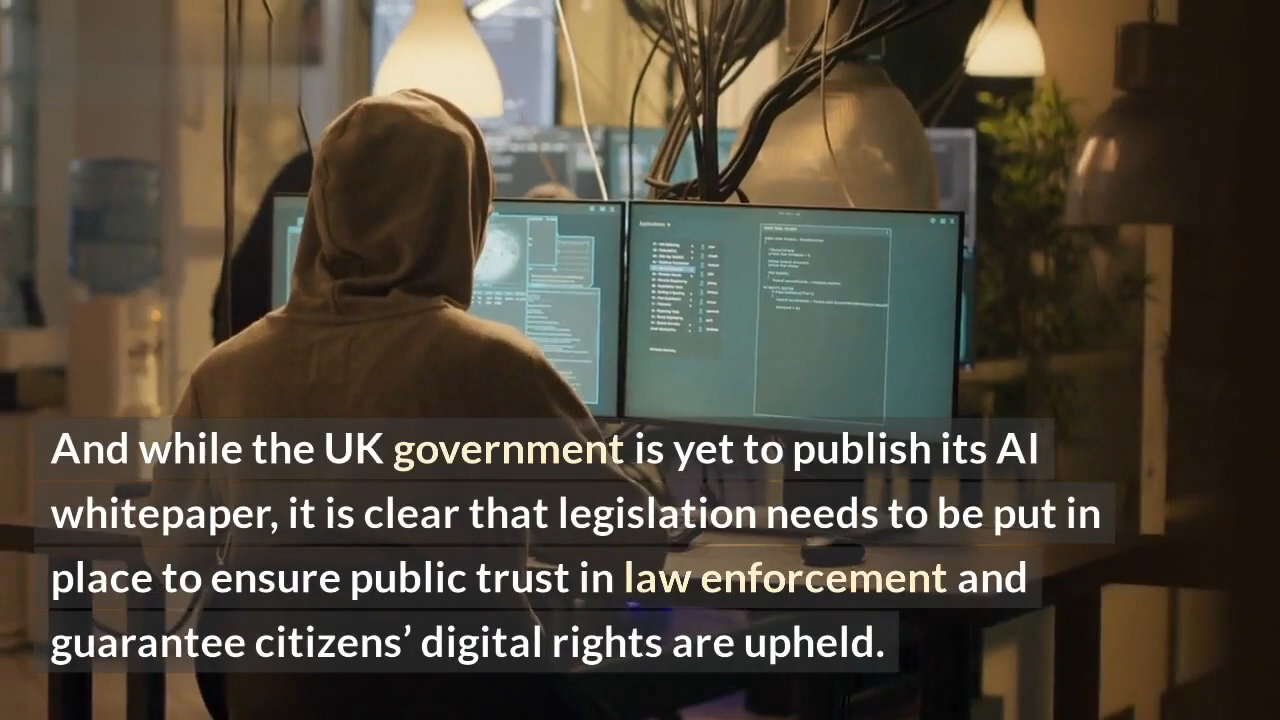 And while the UK government is yet to publish its AI
whitepaper, it is clear that legislation needs to be put in
place to ensure public trust in law enforcement and
guarantee citizens’ digital rights are upheld.